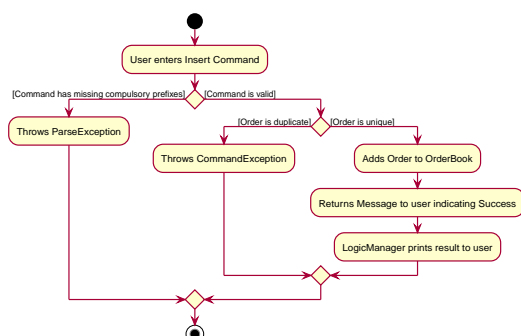 User enters Insert Command
[Command has missing compulsory prefixes]
[Command is valid]
Throws ParseException
[Order is duplicate]
[Order is unique]
Throws CommandException
Adds Order to OrderBook
Returns Message to user indicating Success
LogicManager prints result to user